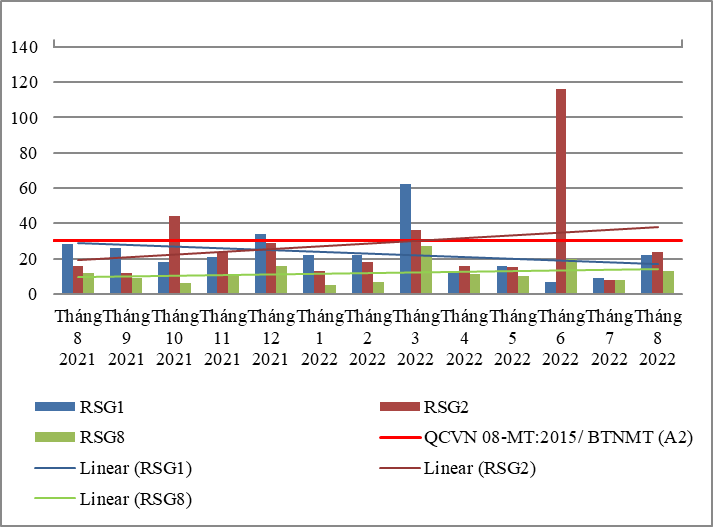 140
120
100
80
60
40
20
0
Tháng Tháng Tháng Tháng Tháng Tháng Tháng Tháng Tháng Tháng Tháng Tháng Tháng
8 9 10 11 12 1 2 3 4 5 6 7 8
2021 2021 2021 2021 2021 2022 2022 2022 2022 2022 2022 2022 2022
RSG1 RSG2
RSG8 QCVN 08-MT:2015/ BTNMT (A2)
Linear (RSG1) Linear (RSG2)
Linear (RSG8)